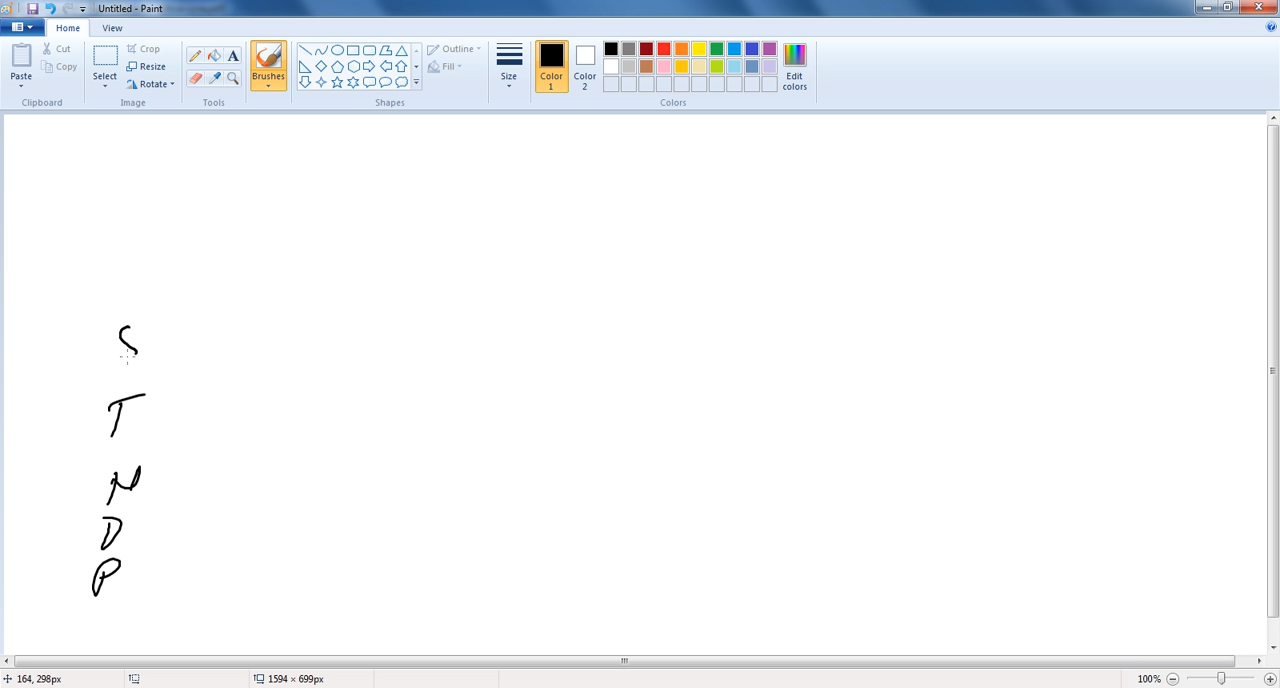 Untitled - Paint
Home
View
Paste
Cut
Copy
Clipboard
Select
Crop
Resize
Rotate
Image
A
Tools
Brushes
Outline
Fill
Shapes
Size
Color 1
Color 2
Edit colors
Colors
S
T
N
D
P
164, 298px
1594 × 699px
100%